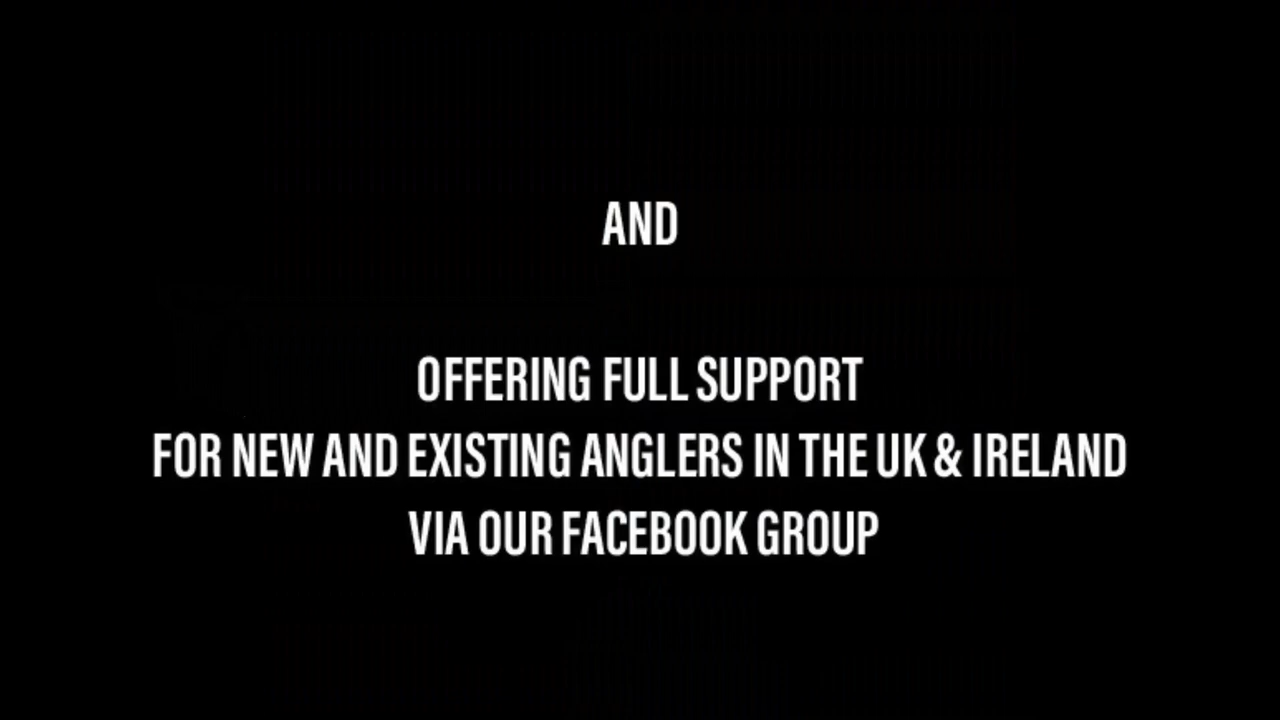 AND
OFFERING FULL SUPPORT
FOR NEW AND EXISTING ANGLERS IN THE UK & IRELAND
VIA OUR FACEBOOK GROUP